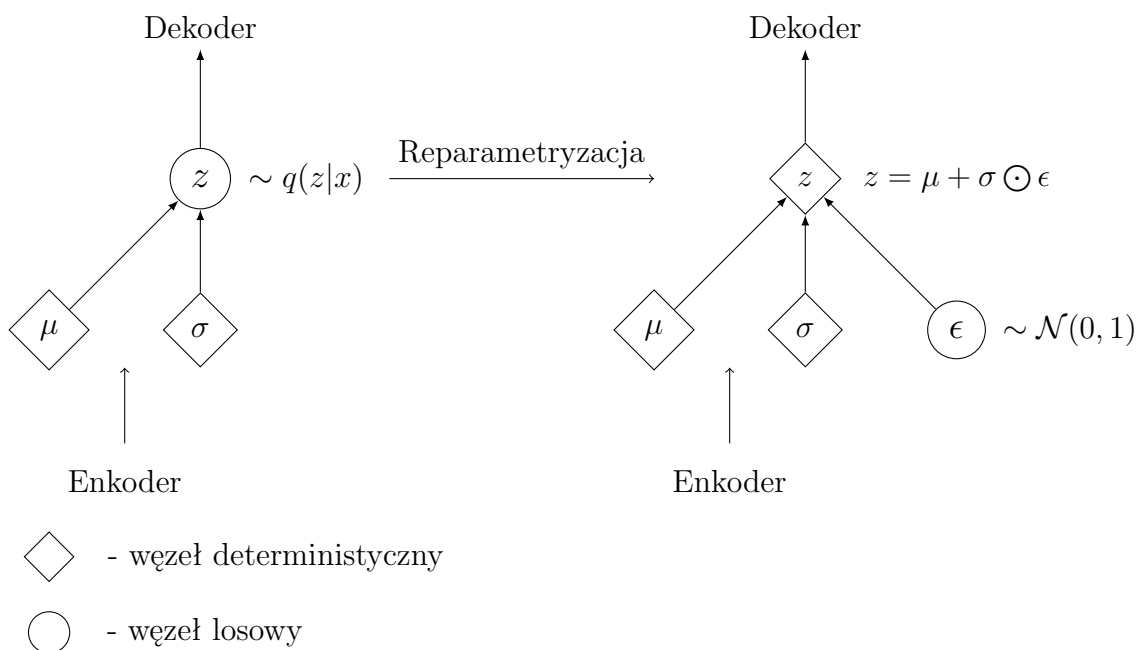 Dekoder
Dekoder
z ∼ q(z|x)
Reparametryzacja
z
z = μ + σ ⊙ ϵ
μ
σ
μ
σ
ϵ ∼ 𝒩(0, 1)
Enkoder
Enkoder
- węzeł deterministyczny
- węzeł losowy